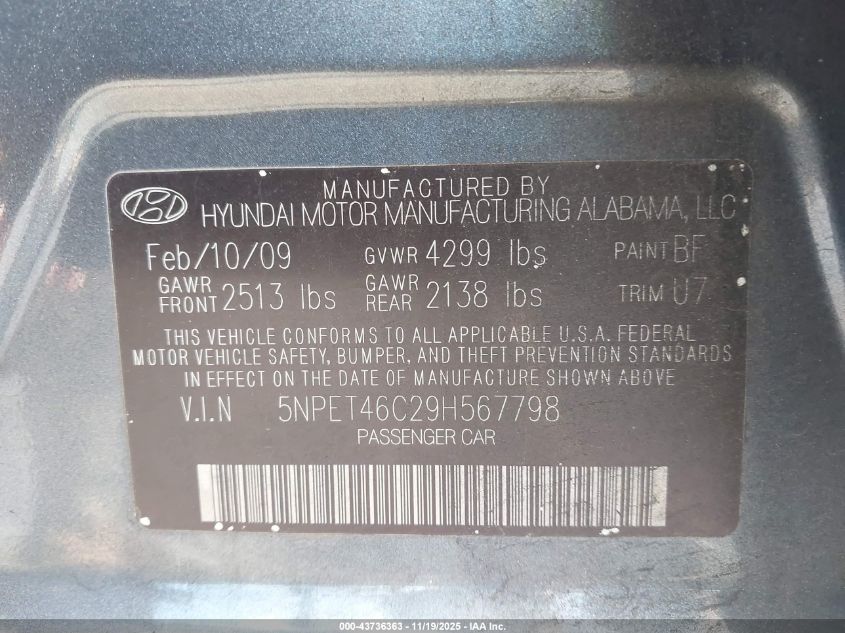 MANUFACTURED BY
HYUNDAI MOTOR MANUFACTURING ALABAMA, LLC
Feb/10/09 GVWR 4299 lbs PAINT BF
GAWR FRONT 2513 lbs GAWR REAR 2138 lbs TRIM U7
THIS VEHICLE CONFORMS TO ALL APPLICABLE U.S.A. FEDERAL
MOTOR VEHICLE SAFETY, BUMPER, AND THEFT PREVENTION STANDARDS
IN EFFECT ON THE DATE OF MANUFACTURE SHOWN ABOVE.
V.I.N 5NPET46C29H567798
PASSENGER CAR
000-43736363 - 11/19/2025 - IAA Inc.